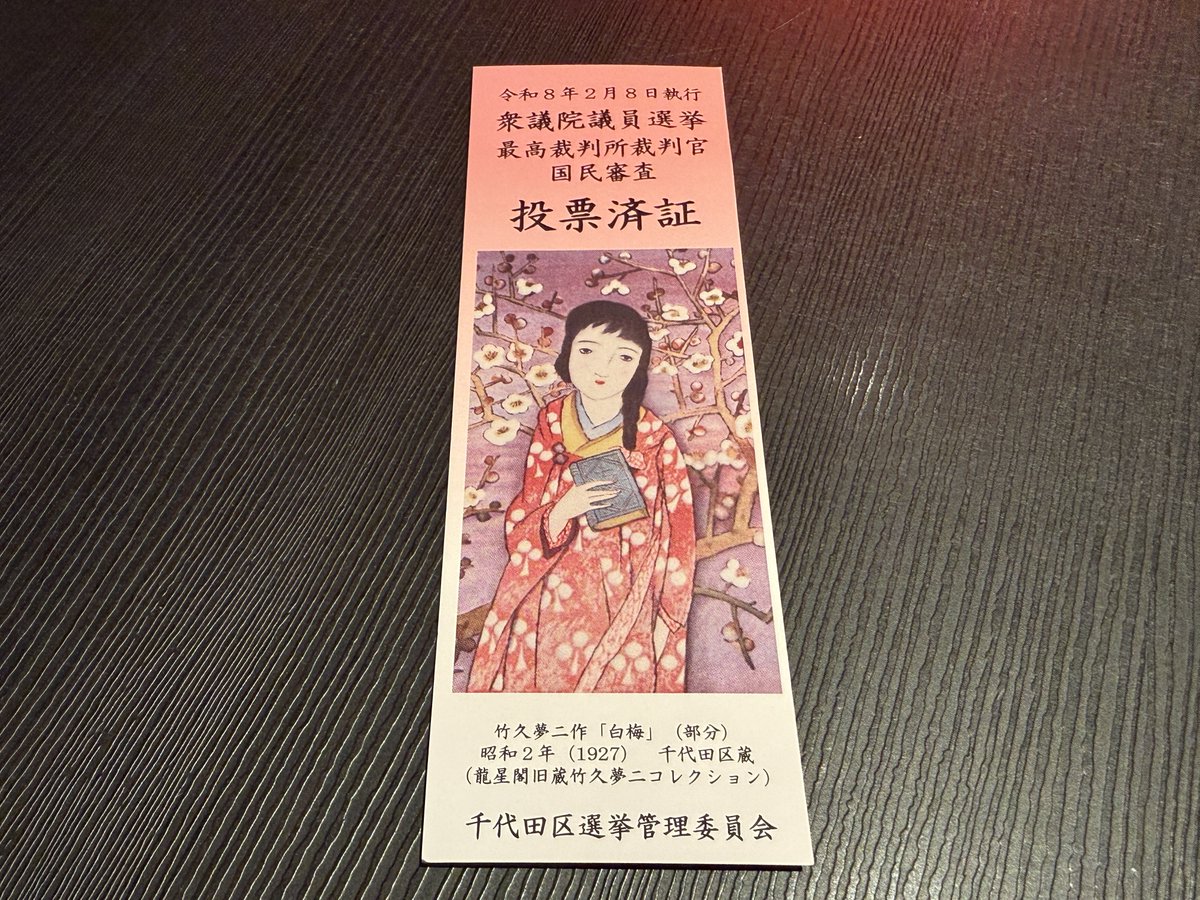 令和８年２月８日執行
衆議院議員選挙
最高裁判所裁判官
国民審査
投票済証
竹久夢二作「白梅」（部分）
昭和２年（1927）　千代田区蔵
（龍星閣旧蔵竹久夢二コレクション）
千代田区選挙管理委員会